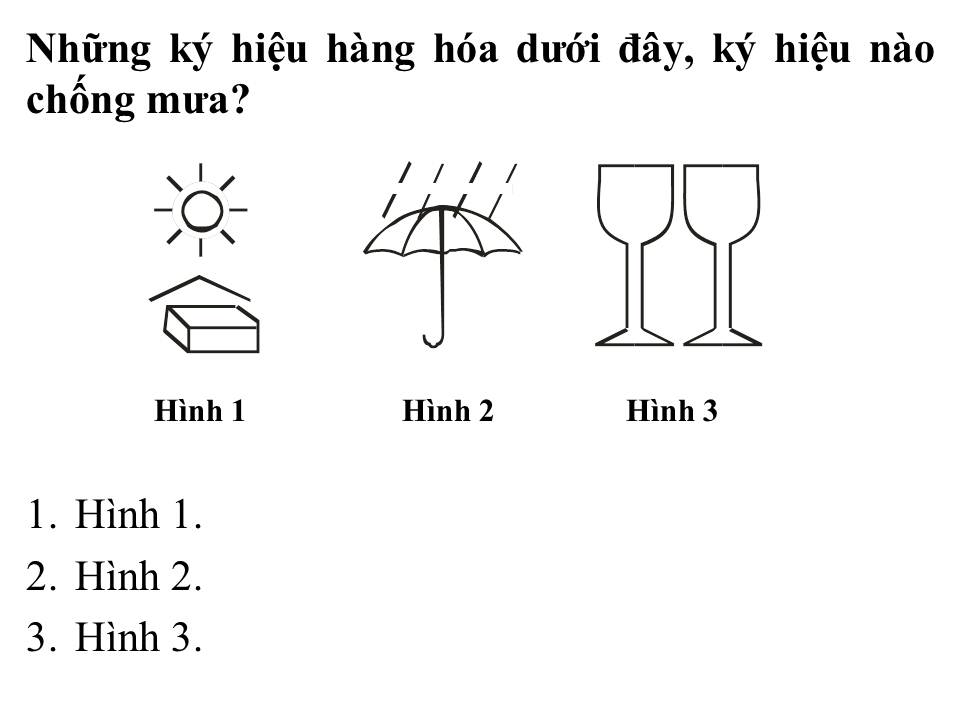 Những ký hiệu hàng hóa dưới đây, ký hiệu nào
chống mưa?
Hình 1 Hình 2 Hình 3
1. Hình 1.
2. Hình 2.
3. Hình 3.